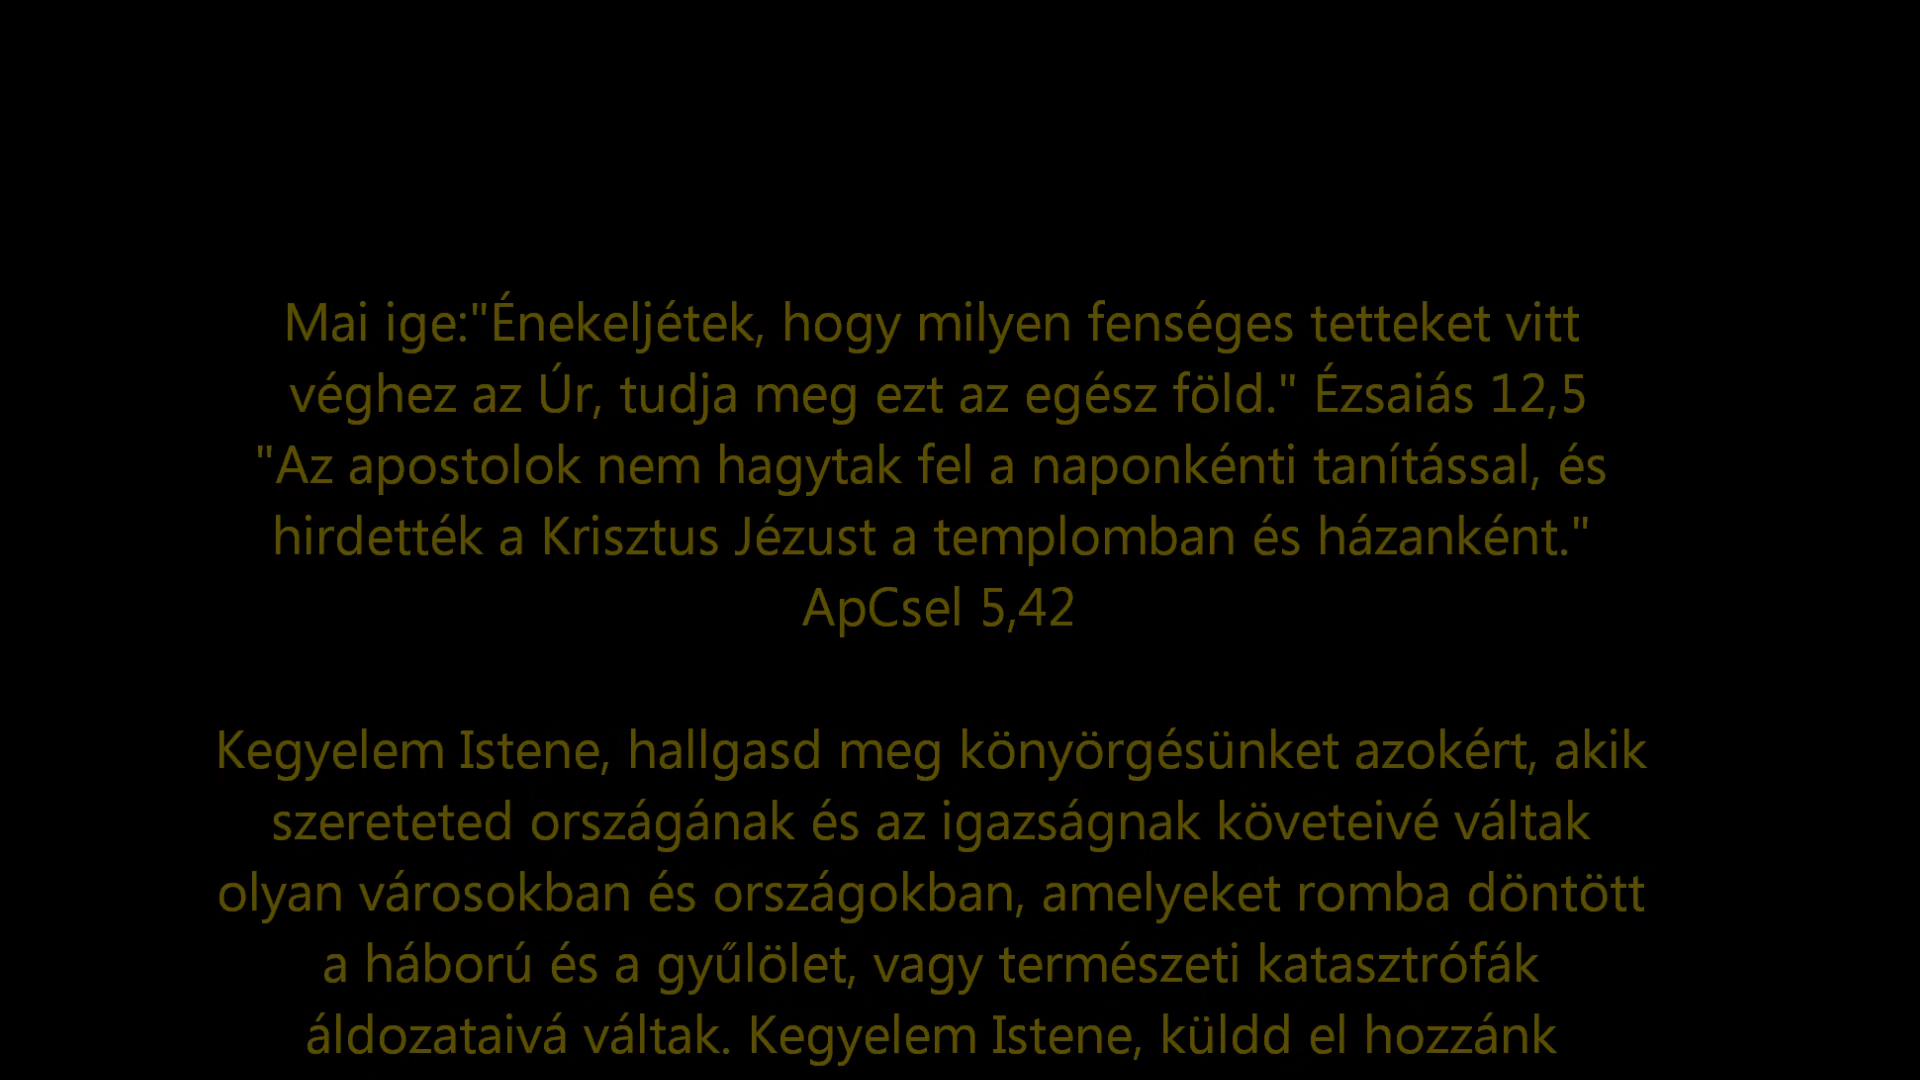 Mai ige:"Énekeljétek, hogy milyen fenséges tetteket vitt
véghez az Úr, tudja meg ezt az egész föld." Ézsaiás 12,5
"Az apostolok nem hagytak fel a naponkénti tanítással, és
hirdették a Krisztus Jézust a templomban és házanként."
ApCsel 5,42
Kegyelem Istene, hallgasd meg könyörgésünket azokért, akik
szereteted országának és az igazságnak követeivé váltak
olyan városokban és országokban, amelyeket romba döntött
a háború és a gyűlölet, vagy természeti katasztrófák
áldozataivá váltak. Kegyelem Istene, küldd el hozzánk